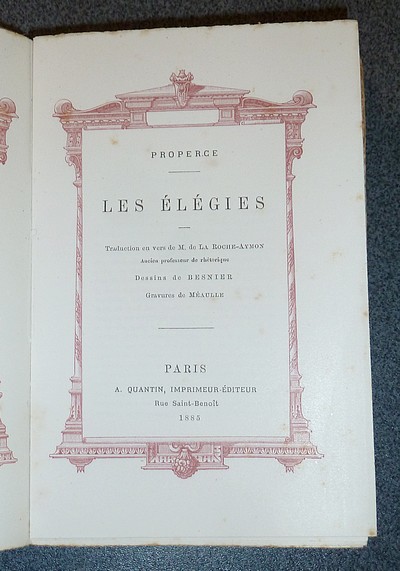 PROPERCE
LES ÉLÉGIES
Traduction en vers de M. de LA ROCHE-AYMON
Ancien professeur de rhétorique
Dessins de BESNIER
Gravures de MÉAULLE
PARIS
A. QUANTIN, IMPRIMEUR-ÉDITEUR
Rue Saint-Benoît
1885